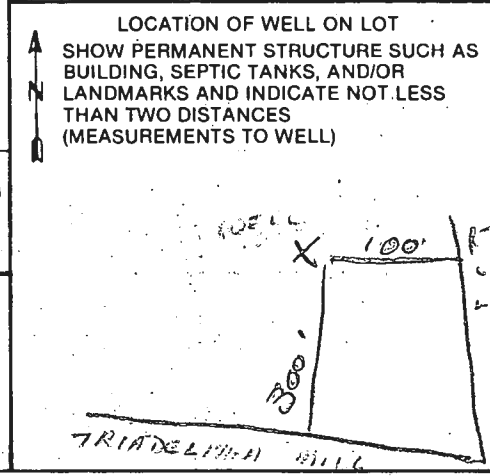 LOCATION OF WELL ON LOT
SHOW PERMANENT STRUCTURE SUCH AS
BUILDING, SEPTIC TANKS, AND/OR
N LANDMARKS AND INDICATE NOT LESS
THAN TWO DISTANCES
(MEASUREMENTS TO WELL)
WELL
X 100'
RT
300'
TRIADELPHIA MILL